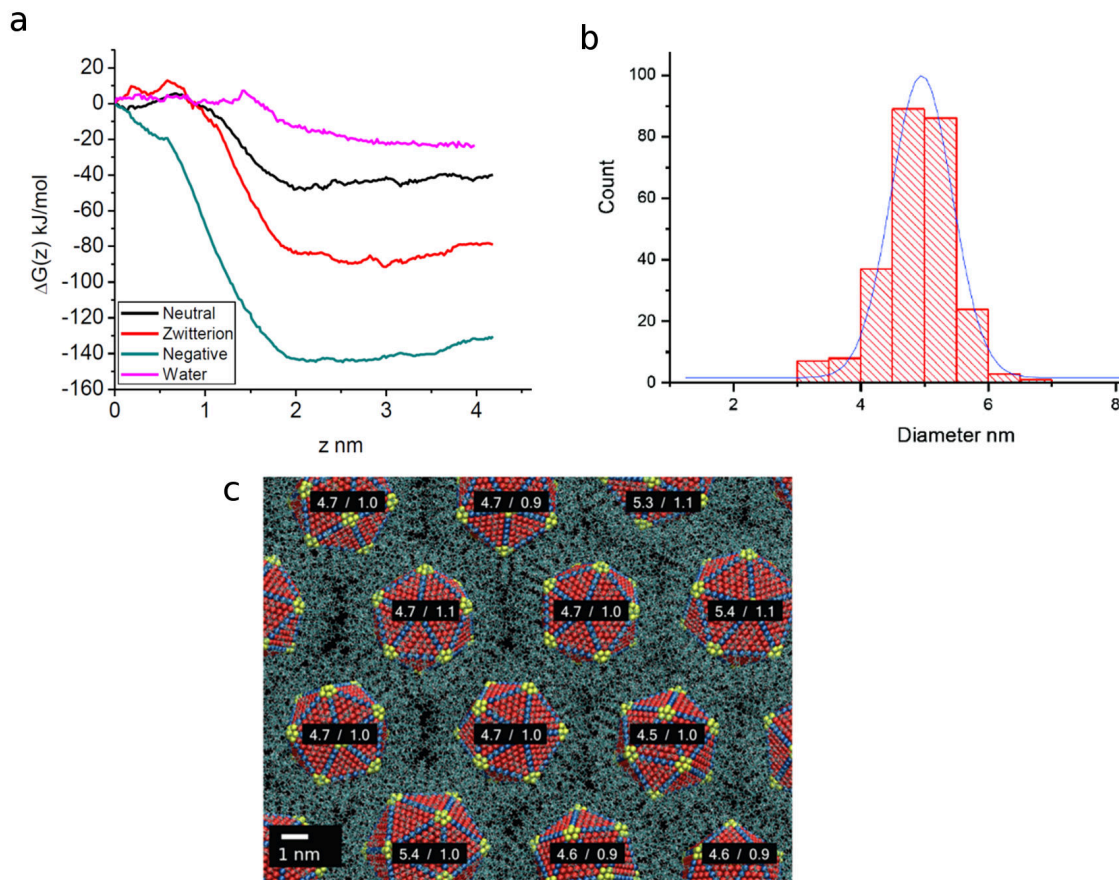 a
20
0
-20
-40
-60
-80
-100
-120
-140
-160
ΔG(z) kJ/mol
Neutral
Zwitterion
Negative
Water
0 1 2 3 4
z nm
b
100
80
60
40
20
0
Count
2 4 6 8
Diameter nm
c
4.7 / 1.0 4.7 / 0.9 5.3 / 1.1
4.7 / 1.1 4.7 / 1.0 5.4 / 1.1
4.7 / 1.0 4.7 / 1.0 4.5 / 1.0
5.4 / 1.0 4.6 / 0.9 4.6 / 0.9
1 nm